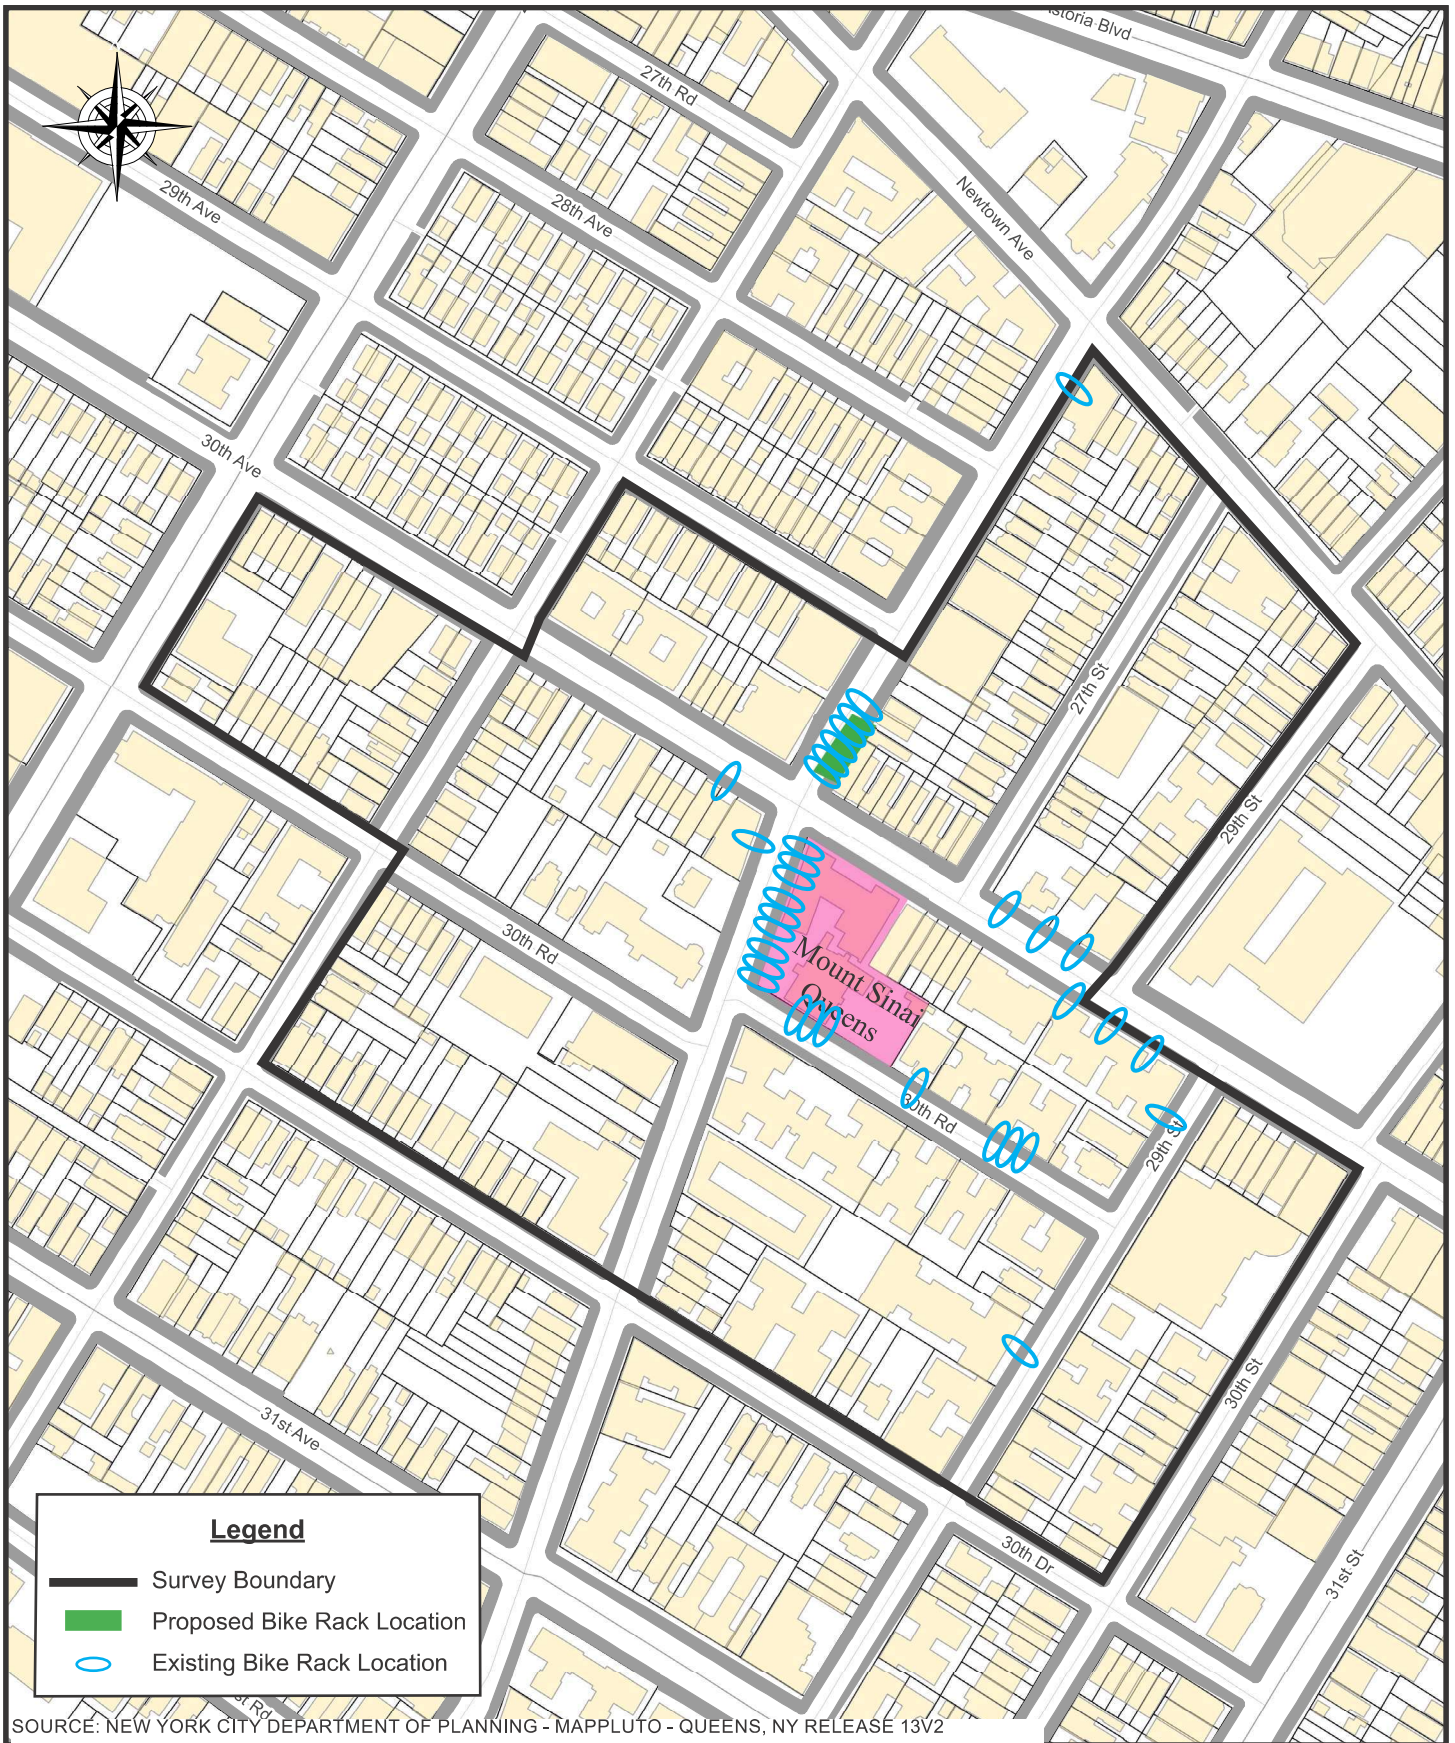 Astoria Blvd
27th Rd
29th Ave
28th Ave
Newtown Ave
30th Ave
27th St
29th St
30th Rd
Mount Sinai
Queens
30th Rd
29th St
30th St
31st Ave
30th Dr
31st St
Legend
Survey Boundary
Proposed Bike Rack Location
Existing Bike Rack Location
st Rd
SOURCE: NEW YORK CITY DEPARTMENT OF PLANNING - MAPPLUTO - QUEENS, NY RELEASE 13V2